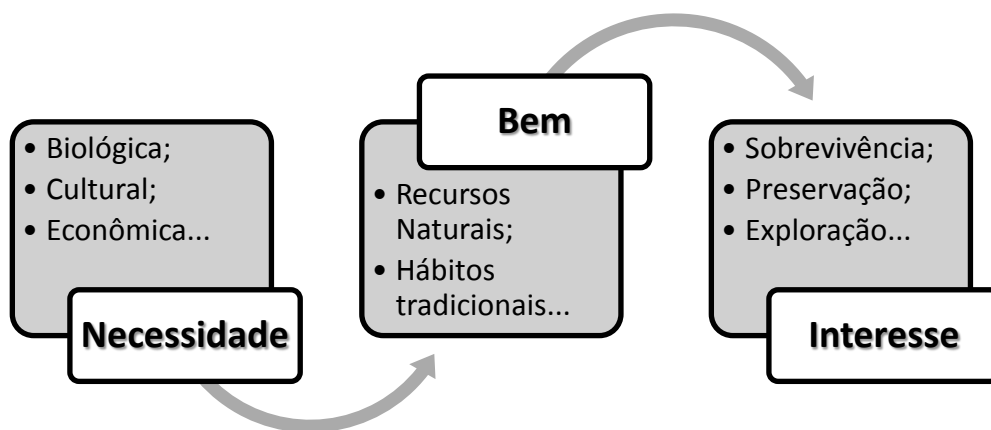 • Biológica;
• Cultural;
• Econômica...
Necessidade
Bem
• Recursos
Naturais;
• Hábitos
tradicionais...
• Sobrevivência;
• Preservação;
• Exploração...
Interesse